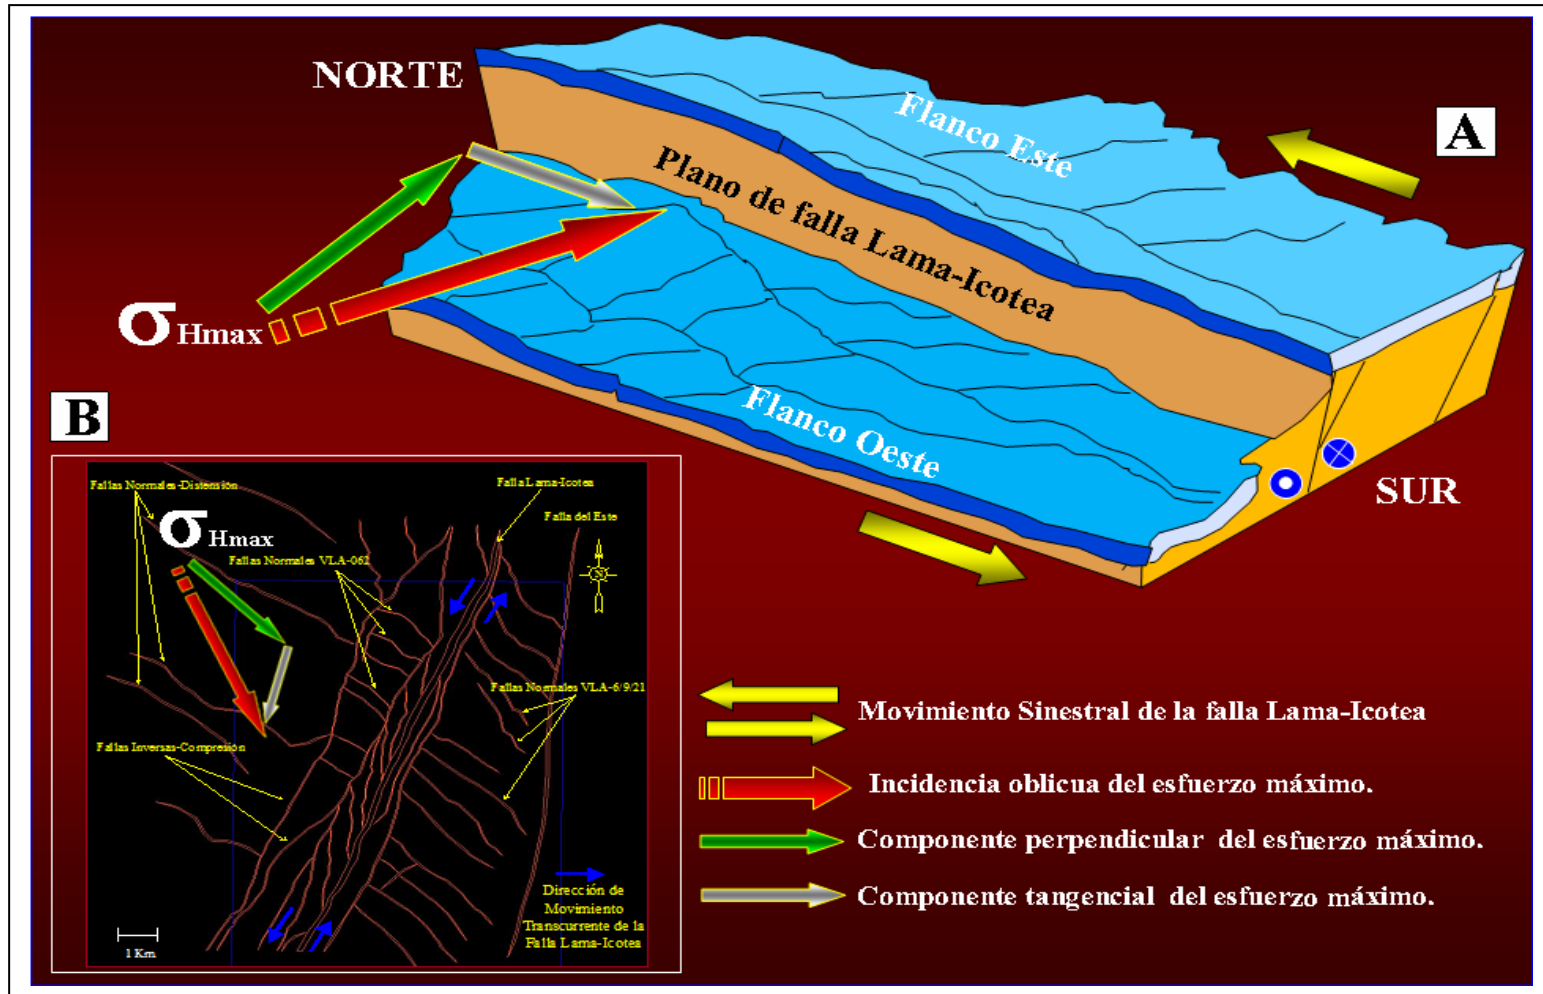 NORTE
A
Flanco Este
Plano de falla Lama-Icotea
σHmax
Flanco Oeste
SUR
B
Fallas Normales-Distensión
Falla Lama-Icotea
Falla del Este
σHmax
Fallas Normales VLA-062
N
Fallas Normales VLA-6/9/21
Fallas Inversas-Compresión
Dirección de
Movimiento
Transcurrente de la
Falla Lama-Icotea
1 Km
Movimiento Sinestral de la falla Lama-Icotea
Incidencia oblicua del esfuerzo máximo.
Componente perpendicular del esfuerzo máximo.
Componente tangencial del esfuerzo máximo.